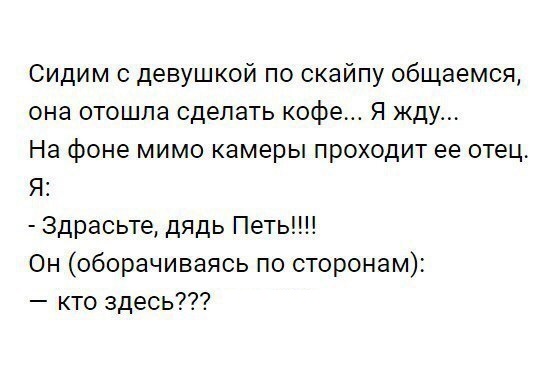 Сидим с девушкой по скайпу общаемся,
она отошла сделать кофе... Я жду...
На фоне мимо камеры проходит ее отец.
Я:
- Здрасьте, дядь Петь!!!!
Он (оборачиваясь по сторонам):
— кто здесь???